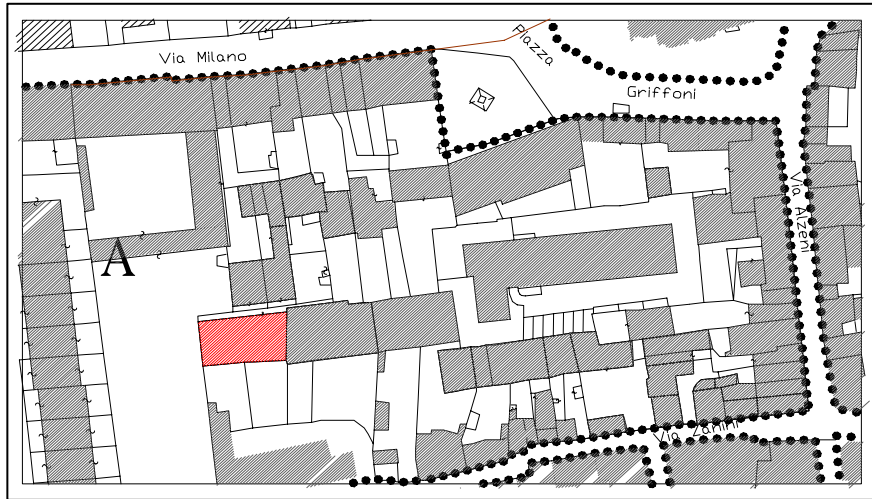 Via Milano
Piazza
Griffoni
Via Alzeni
A
Via Zanini